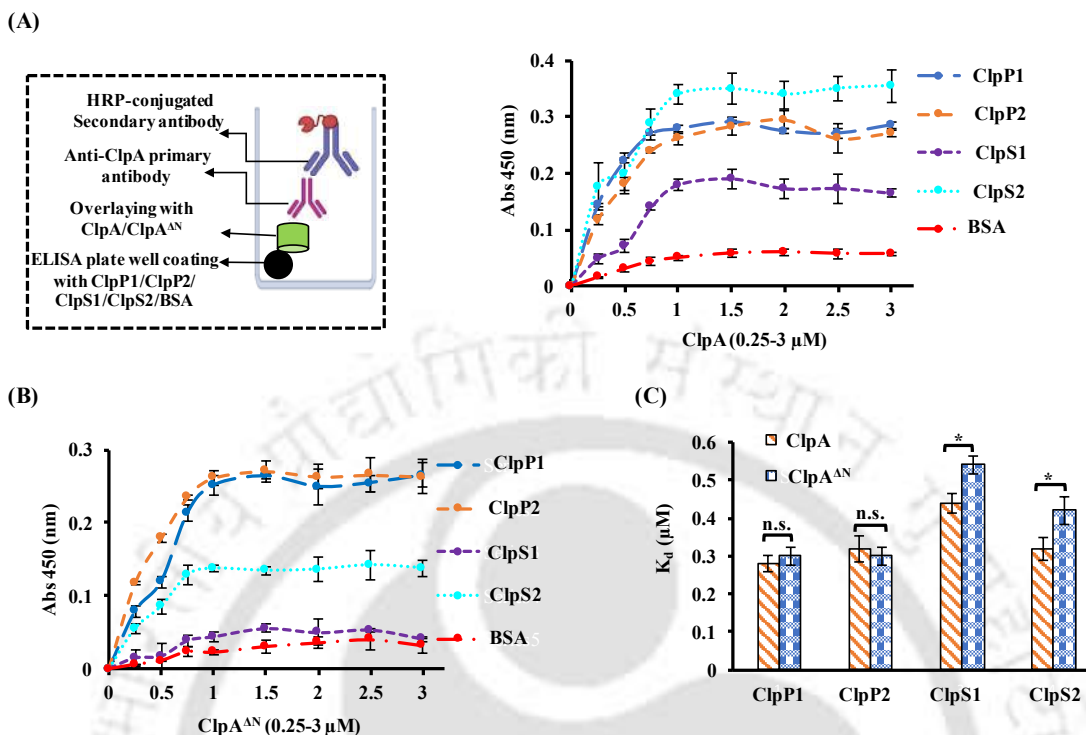 (A)
HRP-conjugated
Secondary antibody
Anti-ClpA primary
antibody
Overlaying with
ClpA/ClpA^ΔN
ELISA plate well coating
with ClpP1/ClpP2/
ClpS1/ClpS2/BSA
Abs 450 (nm)
0.4
0.3
0.2
0.1
0
0 0.5 1 1.5 2 2.5 3
ClpA (0.25-3 µM)
ClpP1
ClpP2
ClpS1
ClpS2
BSA
(B)
Abs 450 (nm)
0.3
0.2
0.1
0
0 0.5 1 1.5 2 2.5 3
ClpA^ΔN (0.25-3 µM)
ClpP1
ClpP2
ClpS1
ClpS2
BSA
(C)
ClpA
ClpA^ΔN
K_d (µM)
0.6
0.5
0.4
0.3
0.2
0.1
0
n.s.
n.s.
*
*
ClpP1 ClpP2 ClpS1 ClpS2